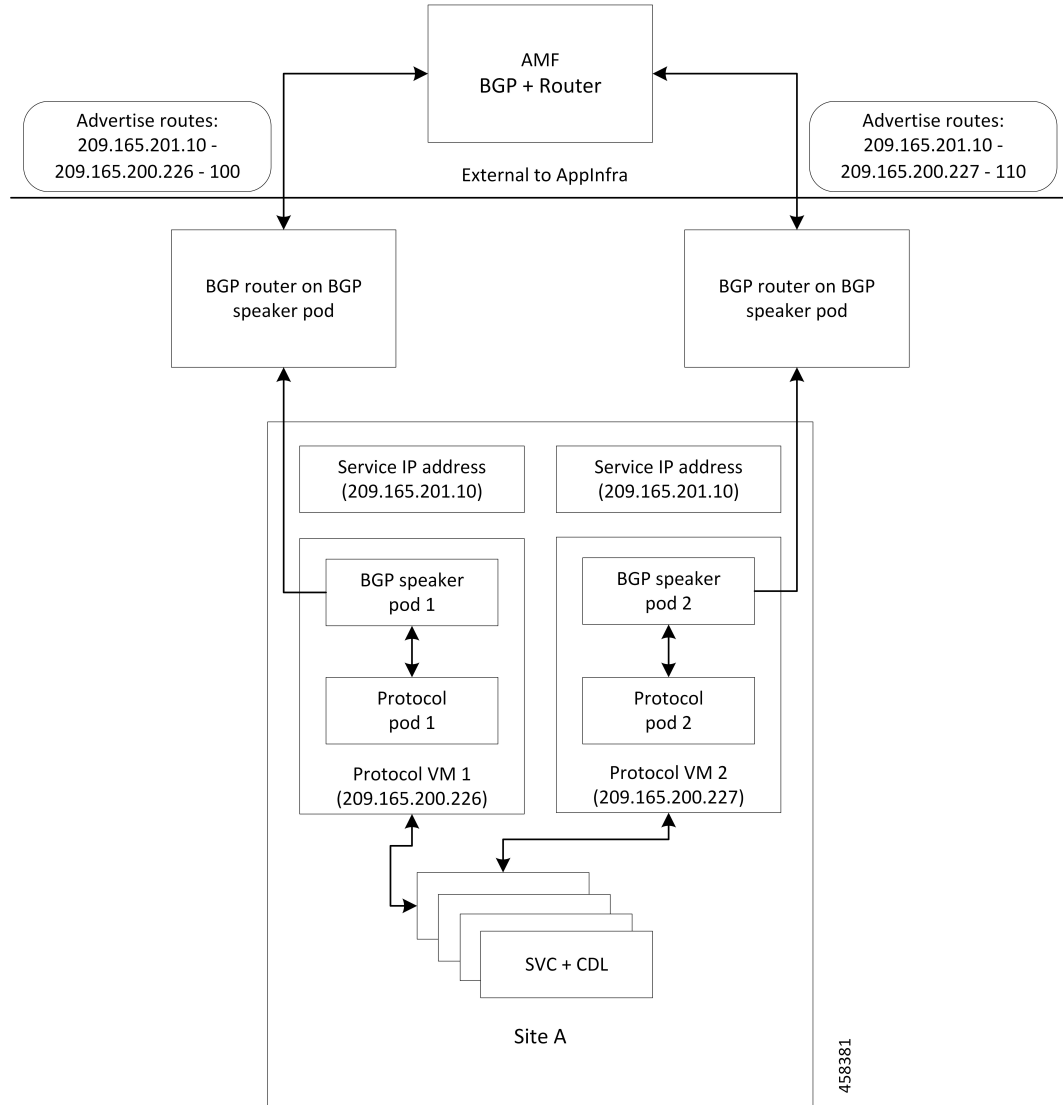 AMF
BGP + Router
Advertise routes:
209.165.201.10 -
209.165.200.226 - 100
Advertise routes:
209.165.201.10 -
209.165.200.227 - 110
External to AppInfra
BGP router on BGP
speaker pod
BGP router on BGP
speaker pod
Service IP address
(209.165.201.10)
Service IP address
(209.165.201.10)
BGP speaker
pod 1
BGP speaker
pod 2
Protocol
pod 1
Protocol
pod 2
Protocol VM 1
(209.165.200.226)
Protocol VM 2
(209.165.200.227)
SVC + CDL
Site A
458381